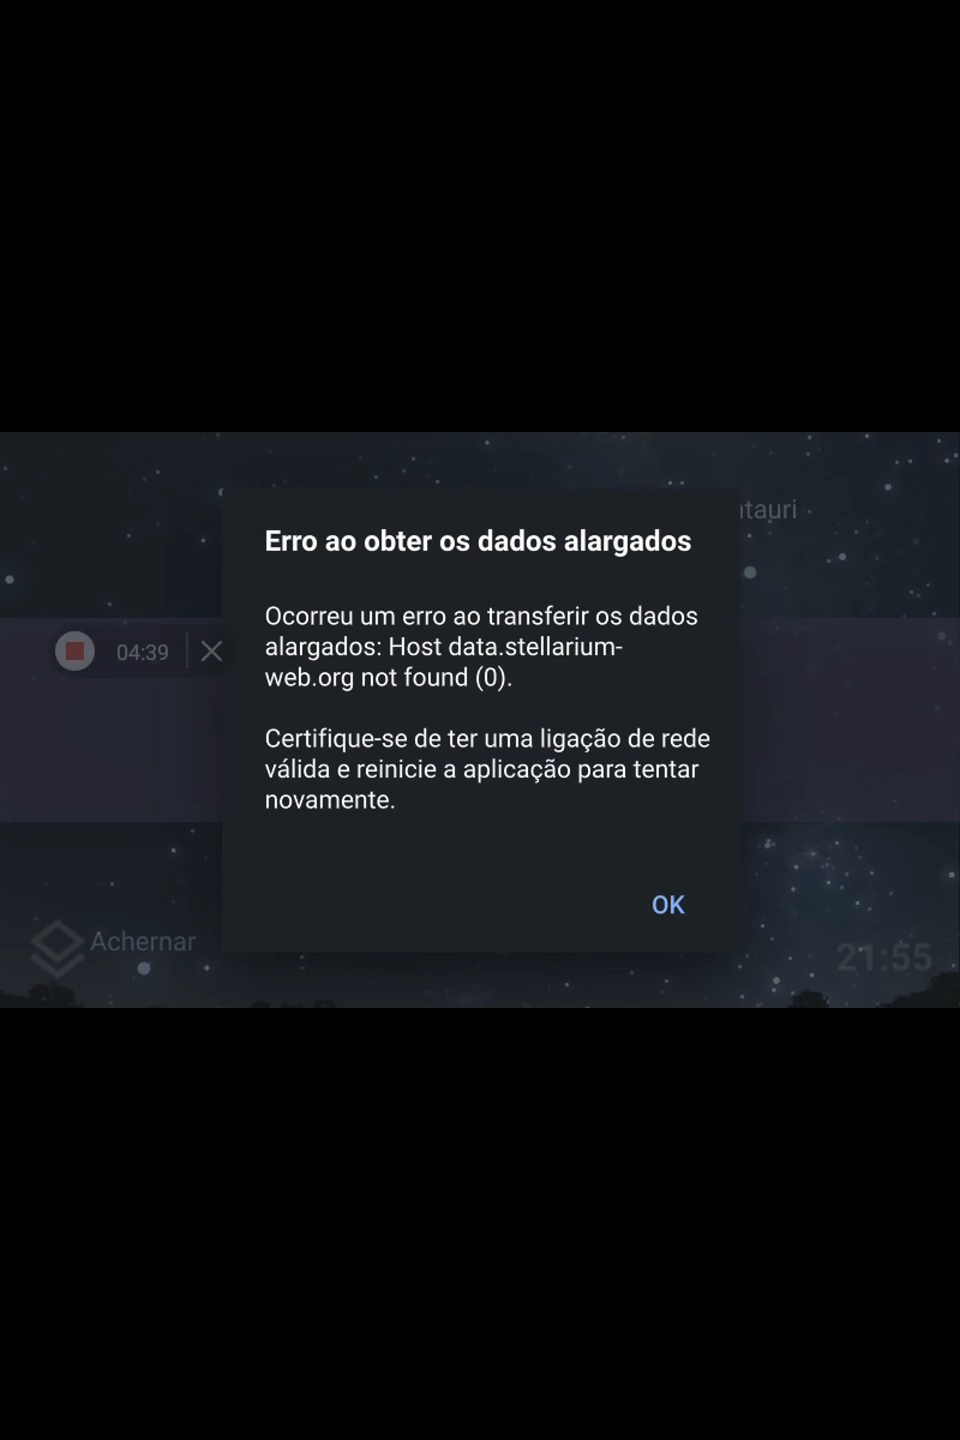 Erro ao obter os dados alargados
Ocorreu um erro ao transferir os dados
alargados: Host data.stellarium-
web.org not found (0).
Certifique-se de ter uma ligação de rede
válida e reinicie a aplicação para tentar
novamente.
OK
ntauri
04:39
Achernar
21:55